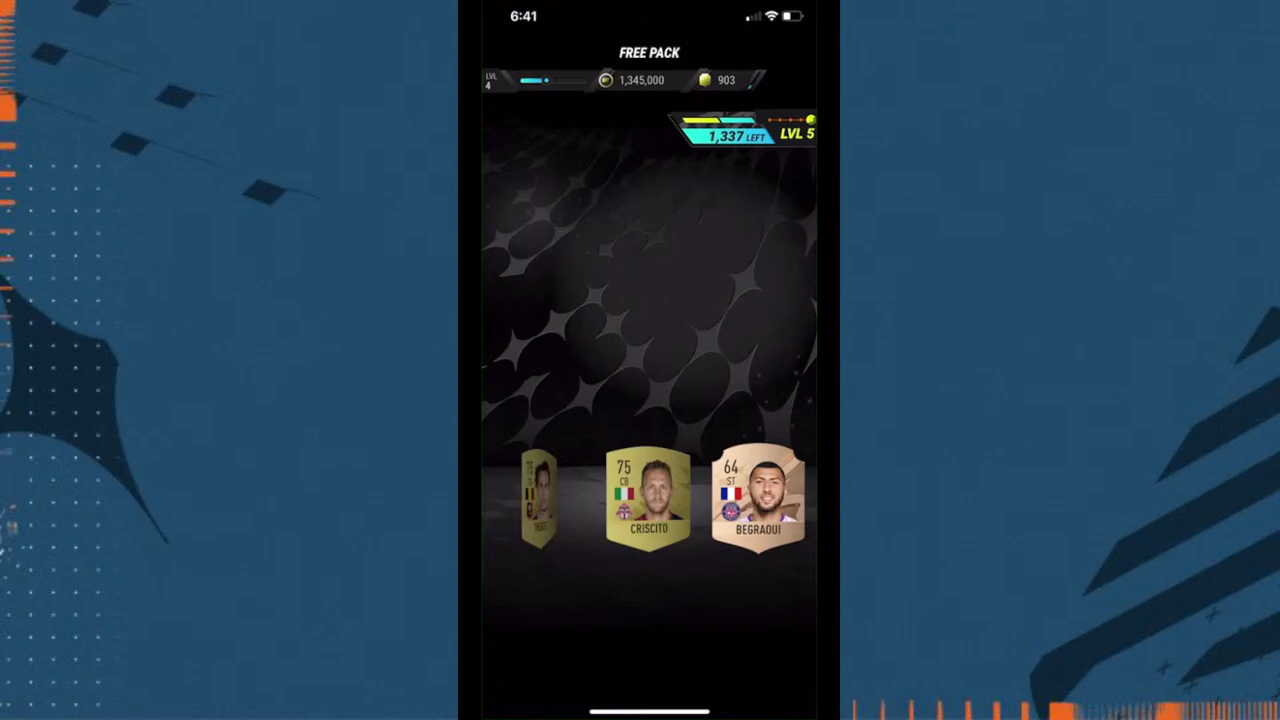 6:41
FREE PACK
LVL
4
1,345,000
903
1,337 LEFT
LVL 5
75
CB
CRISCITO
64
ST
BEGRAOUI